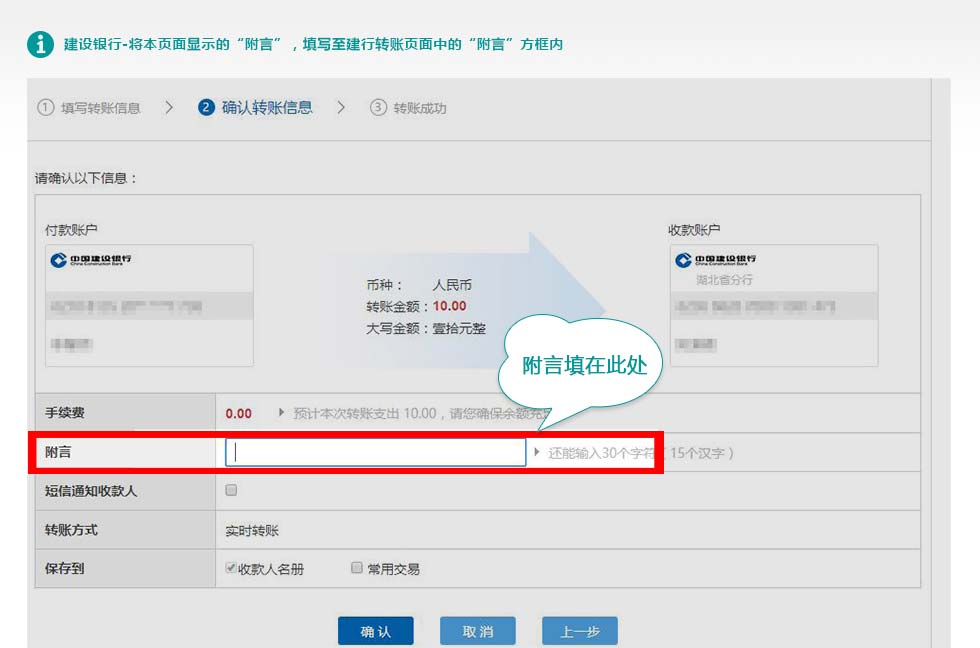 建设银行-将本页面显示的“附言”，填写至建行转账页面中的“附言”方框内
1 填写转账信息 > 2 确认转账信息 > 3 转账成功
请确认以下信息：
付款账户
中国建设银行
China Construction Bank
币种： 人民币
转账金额：10.00
大写金额：壹拾元整
收款账户
中国建设银行
China Construction Bank
湖北省分行
附言填在此处
手续费 0.00 预计本次转账支出 10.00，请您确保余额充
附言 还能输入30个字符（15个汉字）
短信通知收款人
转账方式 实时转账
保存到 收款人名册 常用交易
确认 取消 上一步